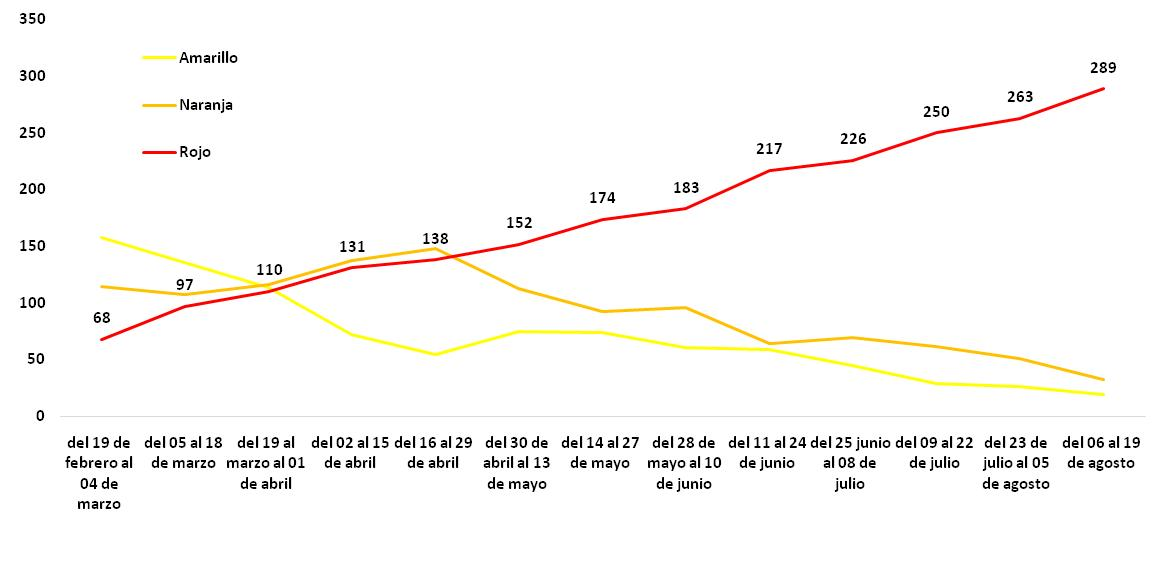 350
300
250
200
150
100
50
0
Amarillo
Naranja
Rojo
68
97
110
131
138
152
174
183
217
226
250
263
289
del 19 de
febrero al
04 de
marzo
del 05 al 18
de marzo
del 19 al
marzo al 01
de abril
del 02 al 15
de abril
del 16 al 29
de abril
del 30 de
abril al 13
de mayo
del 14 al 27
de mayo
del 28 de
mayo al 10
de junio
del 11 al 24
de junio
del 25 junio
al 08 de
julio
del 09 al 22
de julio
del 23 de
julio al 05
de agosto
del 06 al 19
de agosto